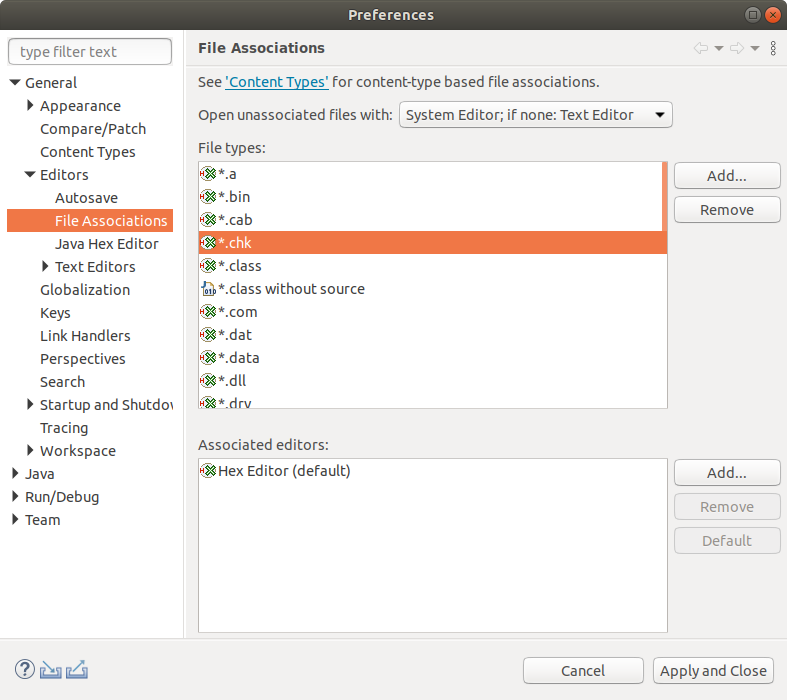 Preferences
type filter text
General
Appearance
Compare/Patch
Content Types
Editors
Autosave
File Associations
Java Hex Editor
Text Editors
Globalization
Keys
Link Handlers
Perspectives
Search
Startup and Shutdov
Tracing
Workspace
Java
Run/Debug
Team
File Associations
See 'Content Types' for content-type based file associations.
Open unassociated files with: System Editor; if none: Text Editor
File types:
*.a
*.bin
*.cab
*.chk
*.class
*.class without source
*.com
*.dat
*.data
*.dll
*.drv
Add...
Remove
Associated editors:
Hex Editor (default)
Add...
Remove
Default
Cancel
Apply and Close